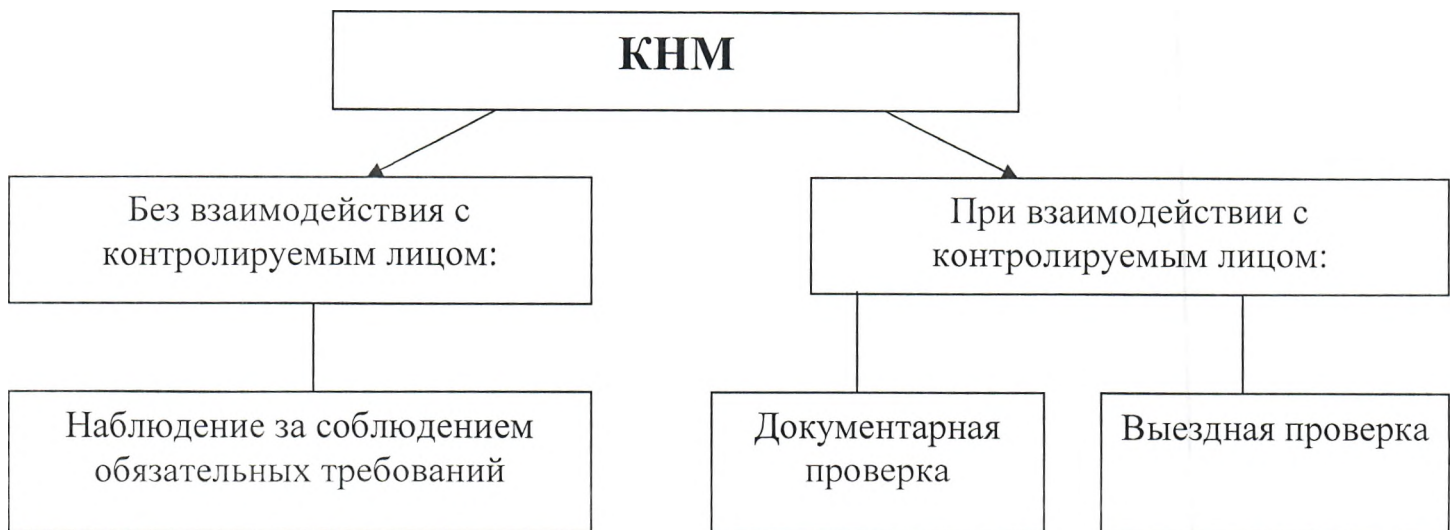 КНМ
Без взаимодействия с
контролируемым лицом:
При взаимодействии с
контролируемым лицом:
Наблюдение за соблюдением
обязательных требований
Документарная
проверка
Выездная проверка